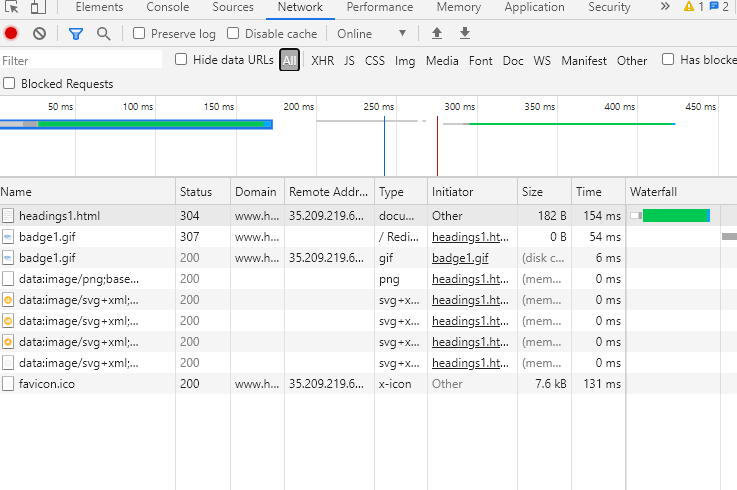 Elements Console Sources Network Performance Memory Application Security » 1 2
Preserve log Disable cache Online ▼
Filter Hide data URLs All XHR JS CSS Img Media Font Doc WS Manifest Other Has blocke
Blocked Requests
50 ms 100 ms 150 ms 200 ms 250 ms 300 ms 350 ms 400 ms 450 ms
Name Status Domain Remote Addr... Type Initiator Size Time Waterfall
headings1.html 304 www.h... 35.209.219.6... docu... Other 182 B 154 ms
badge1.gif 307 www.h... / Redi... headings1.ht... 0 B 54 ms
badge1.gif 200 www.h... 35.209.219.6... gif badge1.gif (disk c... 6 ms
data:image/png;base... 200 png headings1.ht... (mem... 0 ms
data:image/svg+xml;... 200 svg+x... headings1.ht... (mem... 0 ms
data:image/svg+xml;... 200 svg+x... headings1.ht... (mem... 0 ms
data:image/svg+xml;... 200 svg+x... headings1.ht... (mem... 0 ms
data:image/svg+xml;... 200 svg+x... headings1.ht... (mem... 0 ms
favicon.ico 200 www.h... 35.209.219.6... x-icon Other 7.6 kB 131 ms